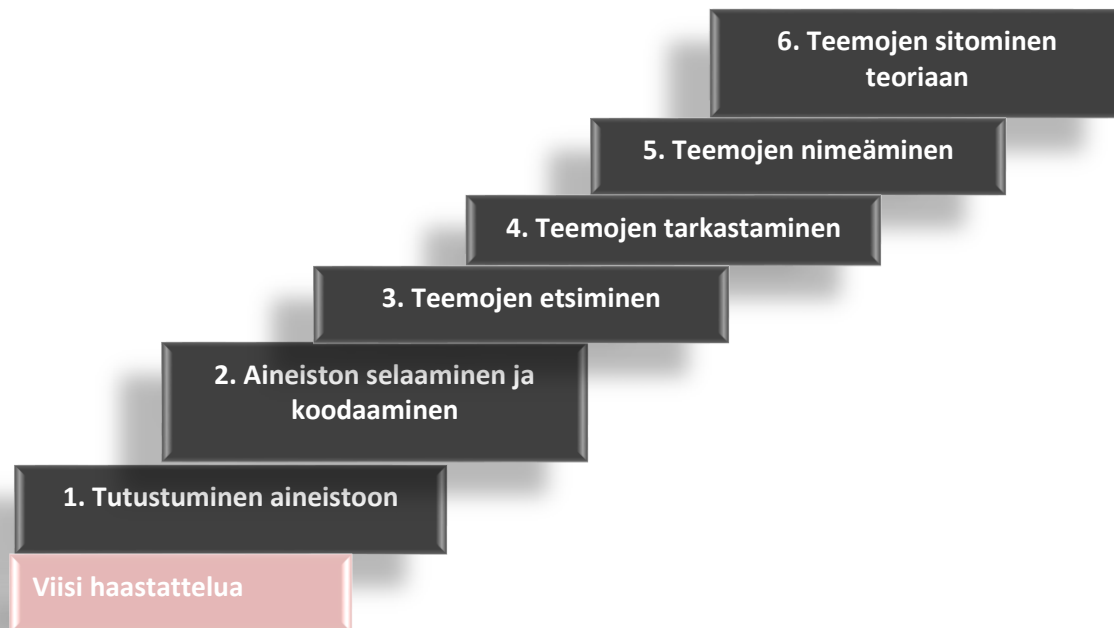 6. Teemojen sitominen
teoriaan
5. Teemojen nimeäminen
4. Teemojen tarkastaminen
3. Teemojen etsiminen
2. Aineiston selaaminen ja
koodaaminen
1. Tutustuminen aineistoon
Viisi haastattelua